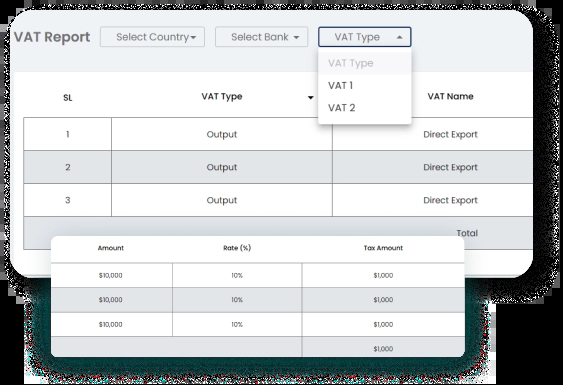 VAT Report Select Country Select Bank VAT Type
VAT Type
VAT 1
VAT 2
SL VAT Type VAT Name
1 Output Direct Export
2 Output Direct Export
3 Output Direct Export
Total
Amount Rate (%) Tax Amount
$10,000 10% $1,000
$10,000 10% $1,000
$10,000 10% $1,000
$1,000